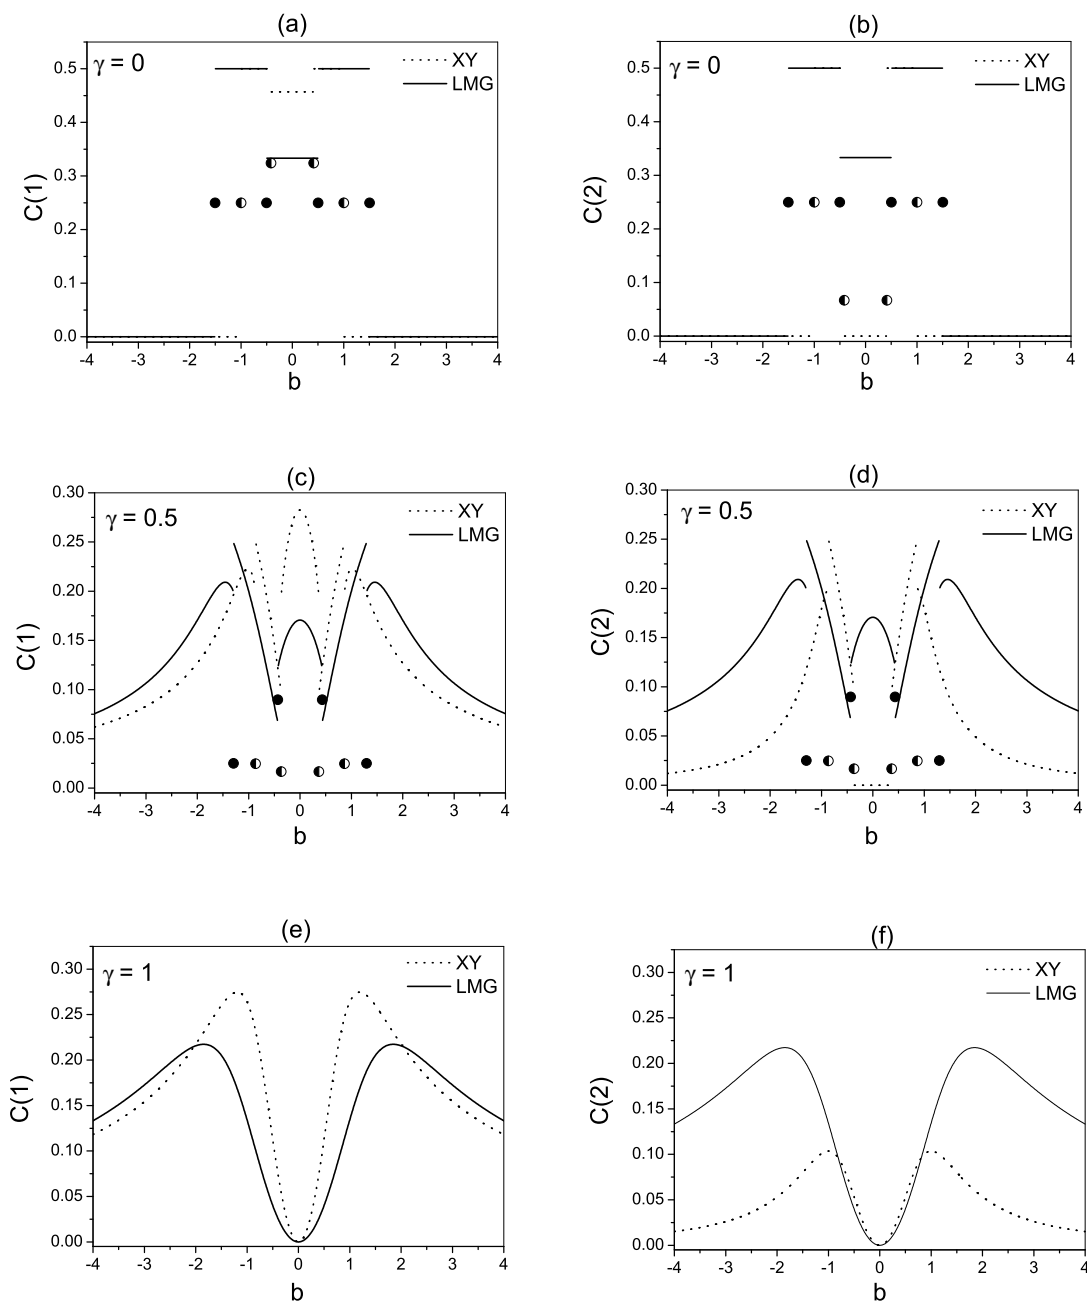 (a)
γ = 0
XY
LMG
0.5
0.4
0.3
0.2
0.1
0.0
C(1)
-4 -3 -2 -1 0 1 2 3 4
b
(b)
γ = 0
XY
LMG
0.5
0.4
0.3
0.2
0.1
0.0
C(2)
-4 -3 -2 -1 0 1 2 3 4
b
(c)
γ = 0.5
XY
LMG
0.30
0.25
0.20
0.15
0.10
0.05
0.00
C(1)
-4 -3 -2 -1 0 1 2 3 4
b
(d)
γ = 0.5
XY
LMG
0.30
0.25
0.20
0.15
0.10
0.05
0.00
C(2)
-4 -3 -2 -1 0 1 2 3 4
b
(e)
γ = 1
XY
LMG
0.30
0.25
0.20
0.15
0.10
0.05
0.00
C(1)
-4 -3 -2 -1 0 1 2 3 4
b
(f)
γ = 1
XY
LMG
0.30
0.25
0.20
0.15
0.10
0.05
0.00
C(2)
-4 -3 -2 -1 0 1 2 3 4
b